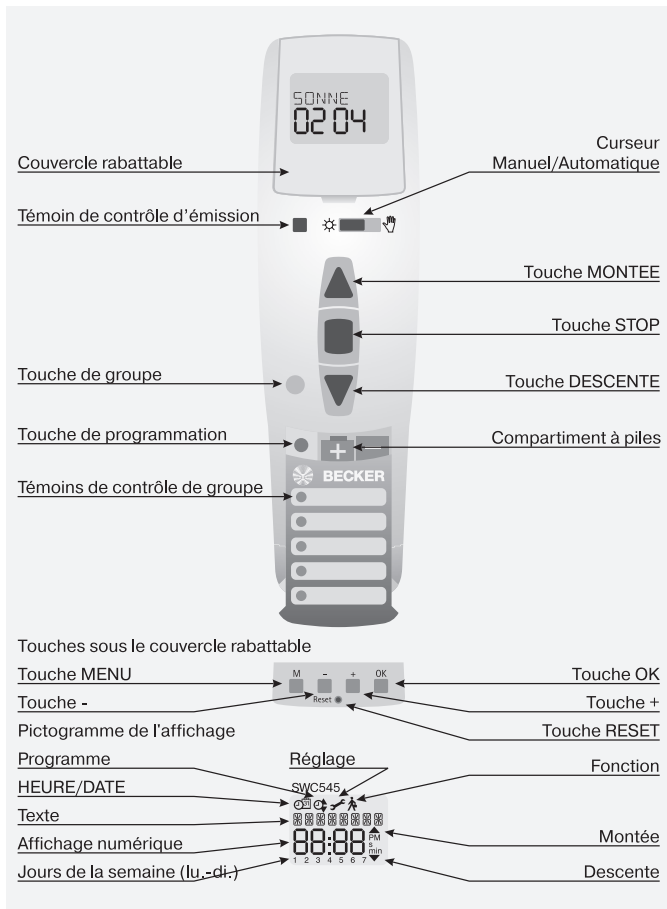 SONNE
02 04
Curseur
Couvercle rabattable
Manuel/Automatique
Témoin de contrôle d'émission
Touche MONTEE
Touche STOP
Touche de groupe
Touche DESCENTE
Touche de programmation
Compartiment à piles
BECKER
Témoins de contrôle de groupe
Touches sous le couvercle rabattable
Touche MENU
M - + OK
Touche OK
Touche -
Reset
Touche +
Pictogramme de l'affichage
Touche RESET
Programme
Réglage
Fonction
SWC545
HEURE/DATE
31
Texte
Affichage numérique
88:88
PM
s
min
Montée
Jours de la semaine (lu.-di.)
1 2 3 4 5 6 7
Descente